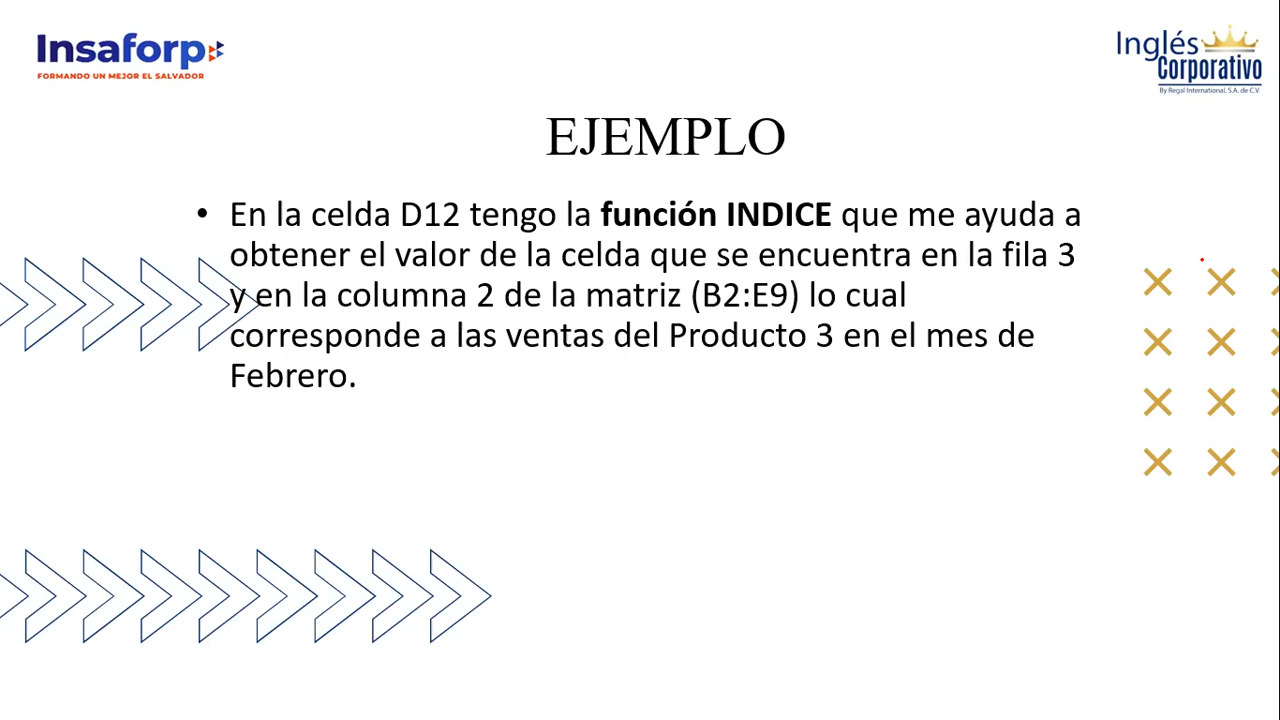 Insaforp
FORMANDO UN MEJOR EL SALVADOR
Inglés
Corporativo
By Regal International, S.A. de C.V.
EJEMPLO
• En la celda D12 tengo la función INDICE que me ayuda a
obtener el valor de la celda que se encuentra en la fila 3
y en la columna 2 de la matriz (B2:E9) lo cual
corresponde a las ventas del Producto 3 en el mes de
Febrero.